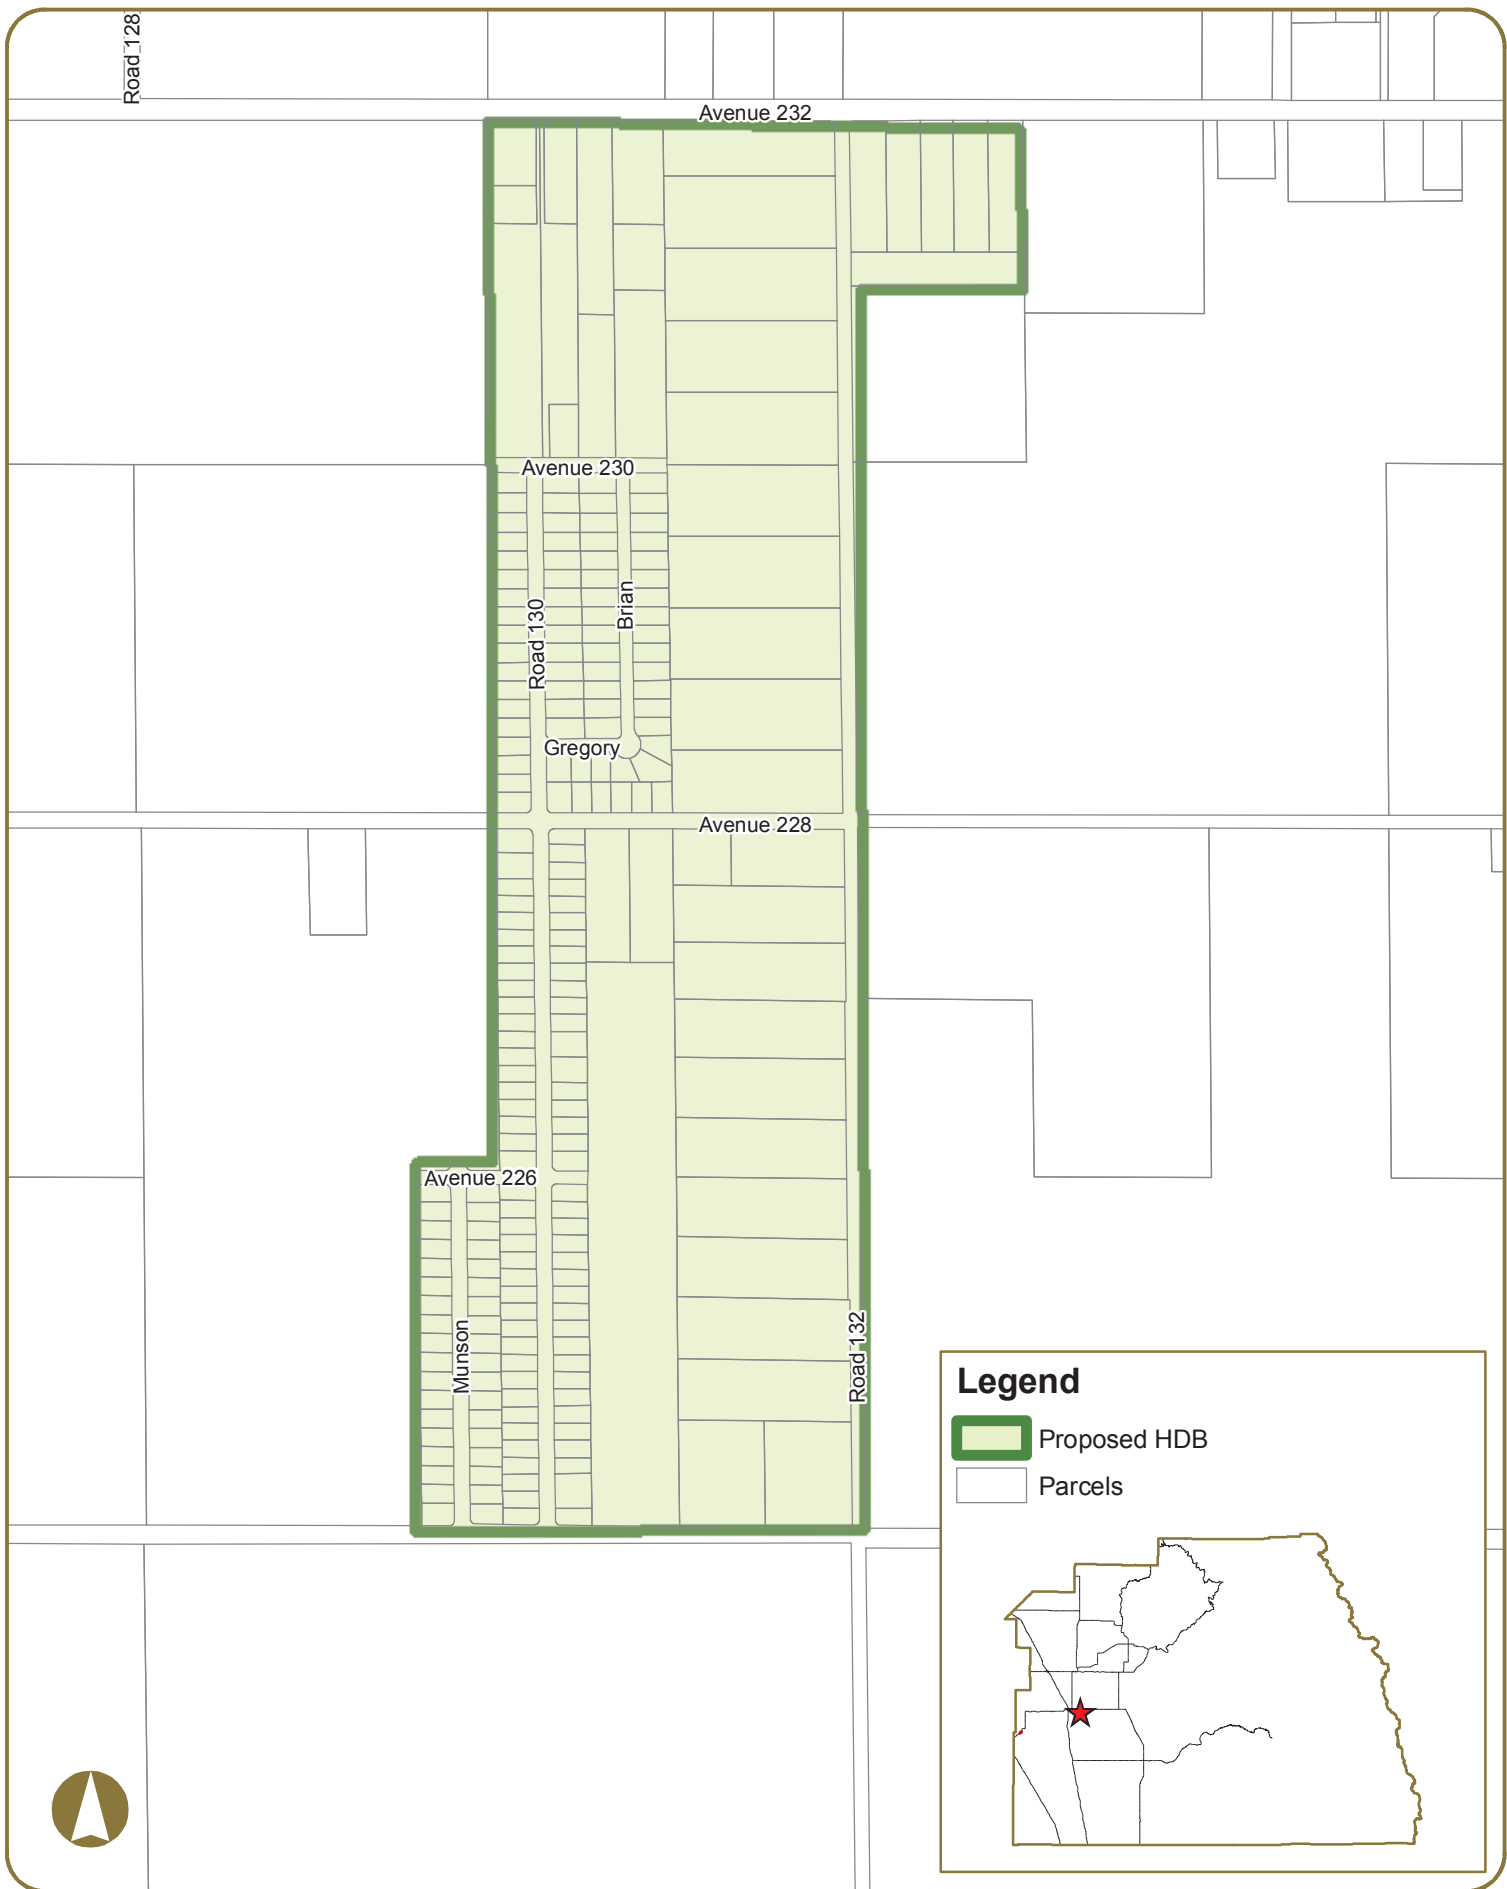 Road 128
Avenue 232
Avenue 230
Brian
Road 130
Gregory
Avenue 228
Avenue 226
Munson
Road 132
Legend
Proposed HDB
Parcels